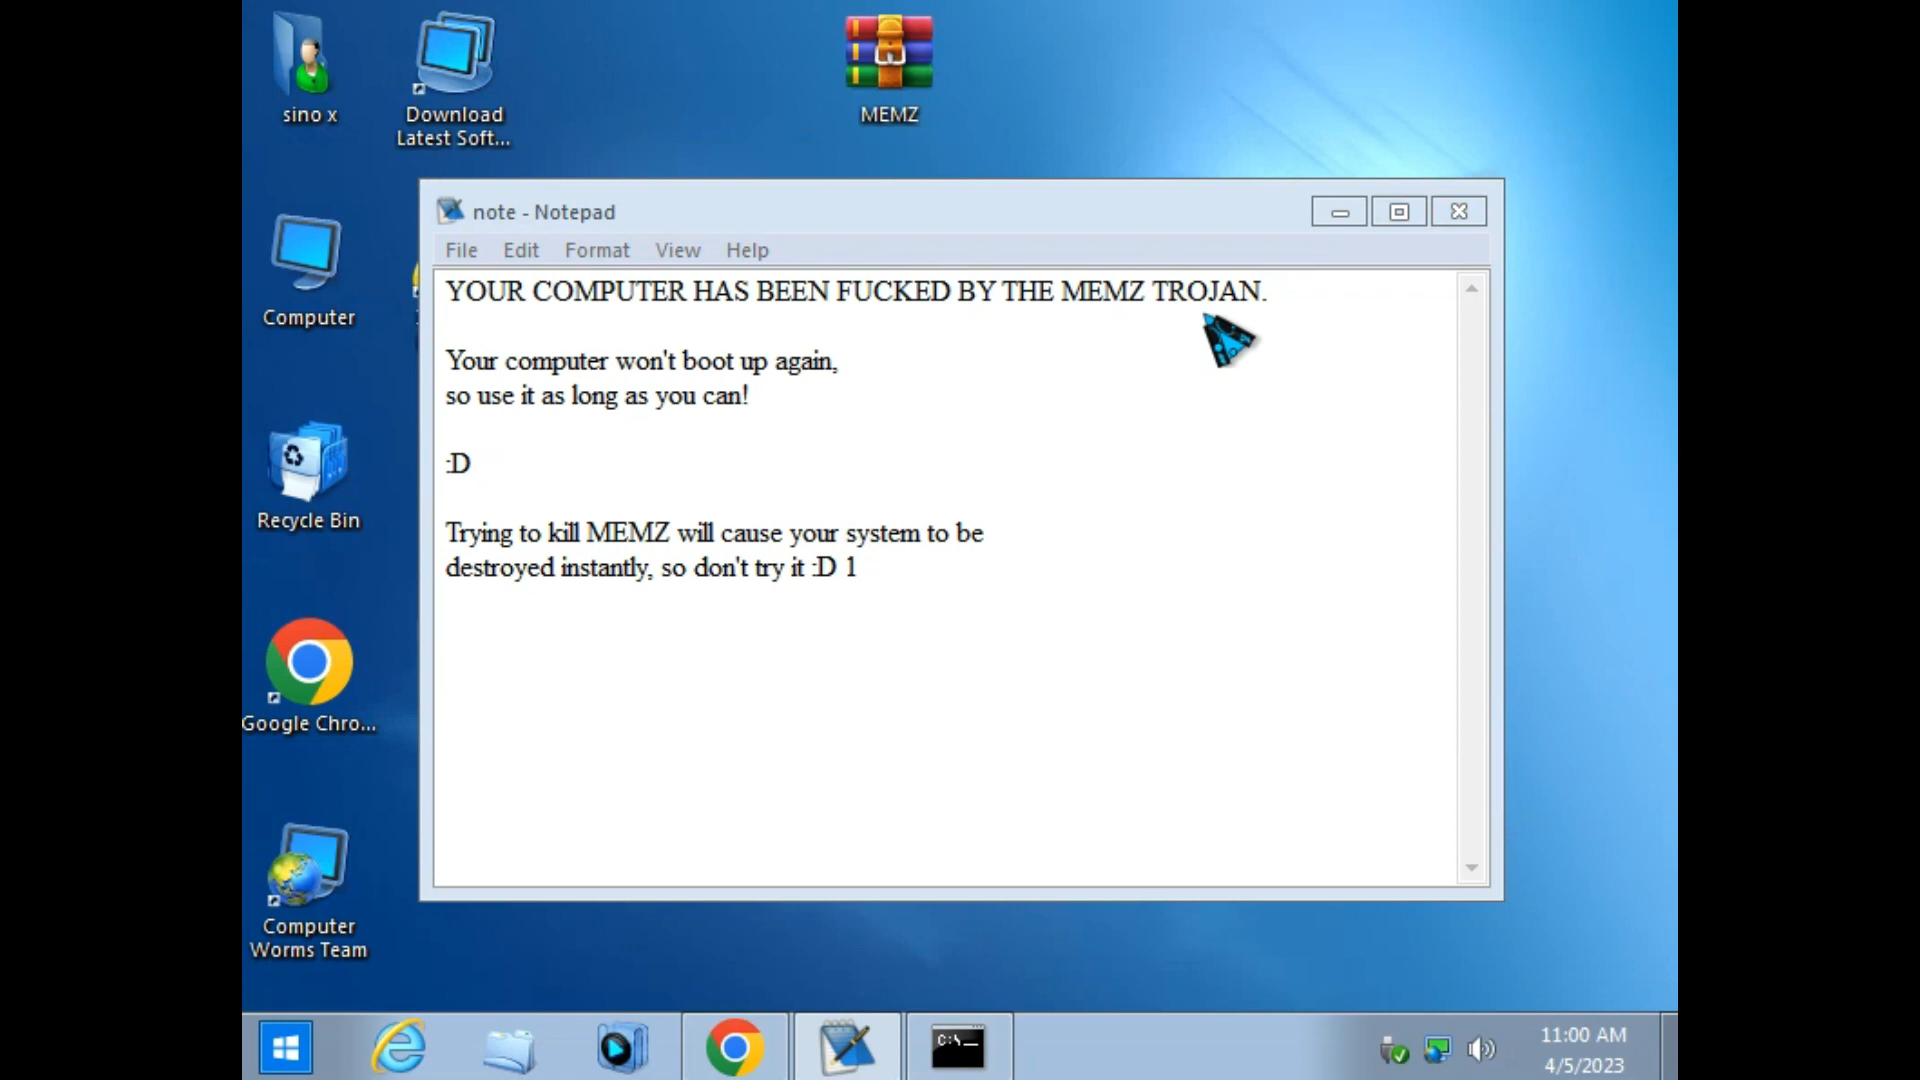 sino x
Download
Latest Soft...
MEMZ
note - Notepad
File Edit Format View Help
YOUR COMPUTER HAS BEEN FUCKED BY THE MEMZ TROJAN.
Your computer won't boot up again,
so use it as long as you can!
:D
Trying to kill MEMZ will cause your system to be
destroyed instantly, so don't try it :D 1
Computer
Recycle Bin
Google Chro...
Computer
Worms Team
C:\_
11:00 AM
4/5/2023